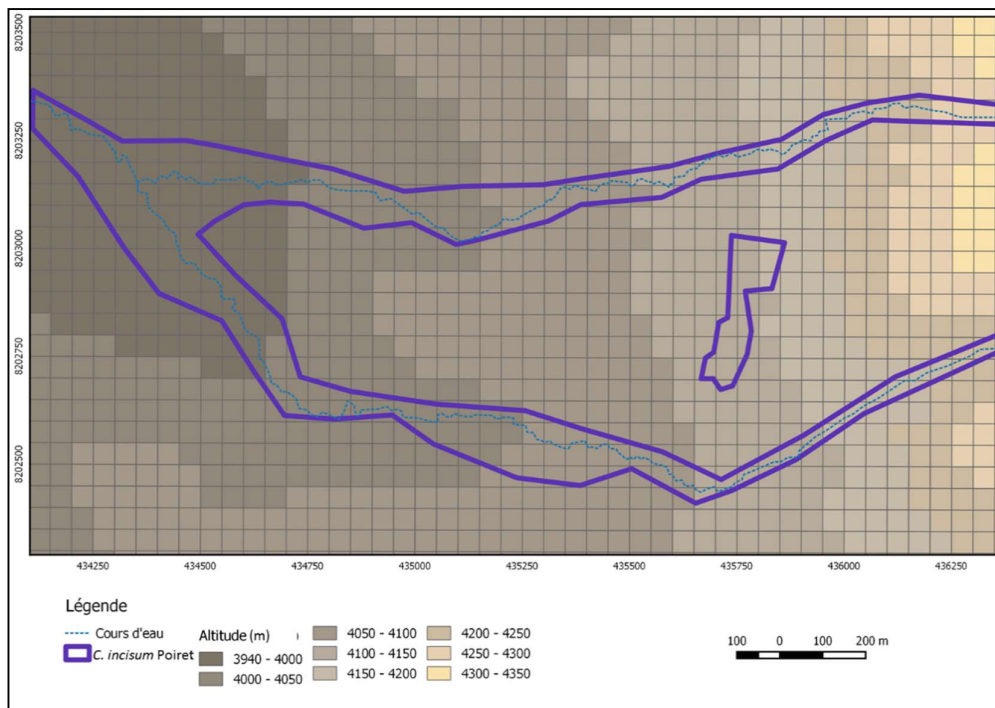 8203500
8203250
8203000
8202750
8202500
434250 434500 434750 435000 435250 435500 435750 436000 436250
Légende
Cours d'eau
C. incisum Poiret
Altitude (m) )
3940 - 4000
4000 - 4050
4050 - 4100
4100 - 4150
4150 - 4200
4200 - 4250
4250 - 4300
4300 - 4350
100 0 100 200 m